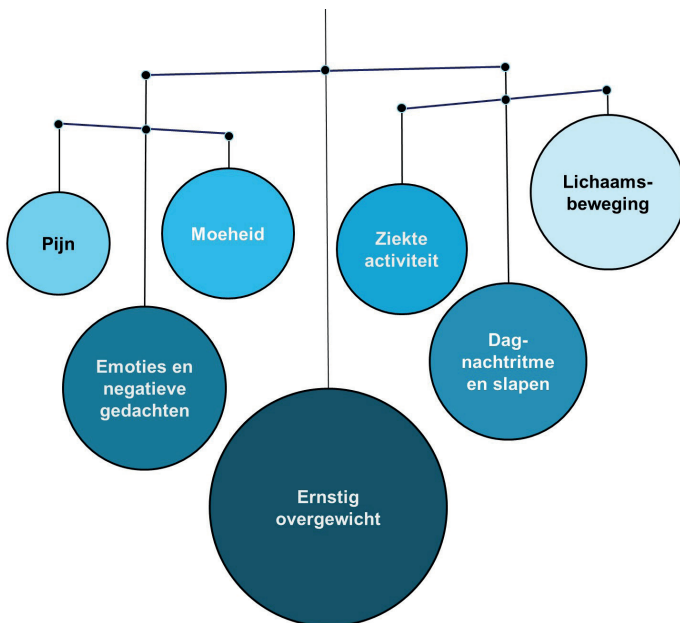 Pijn
Moeheid
Ziekte
activiteit
Lichaams-
beweging
Emoties en
negatieve
gedachten
Dag-
nachtritme
en slapen
Ernstig
overgewicht